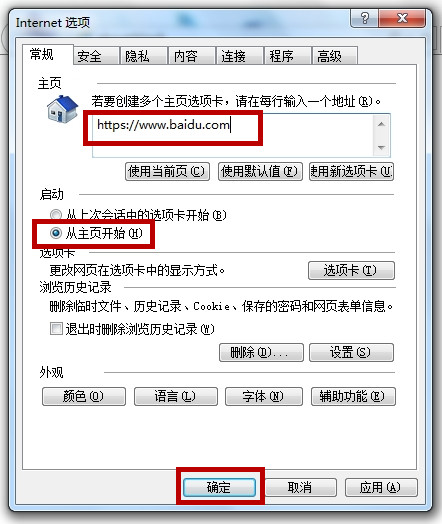 Internet 选项
?
常规 安全 隐私 内容 连接 程序 高级
主页
若要创建多个主页选项卡，请在每行输入一个地址(R)。
https://www.baidu.com
使用当前页(C) 使用默认值(F) 使用新选项卡(U
启动
从上次会话中的选项卡开始(B)
从主页开始(H)
选项卡
更改网页在选项卡中的显示方式。 选项卡(T)
浏览历史记录
删除临时文件、历史记录、Cookie、保存的密码和网页表单信息。
退出时删除浏览历史记录(W)
删除(D)... 设置(S)
外观
颜色(O) 语言(L) 字体(N) 辅助功能(E)
确定 取消 应用(A)